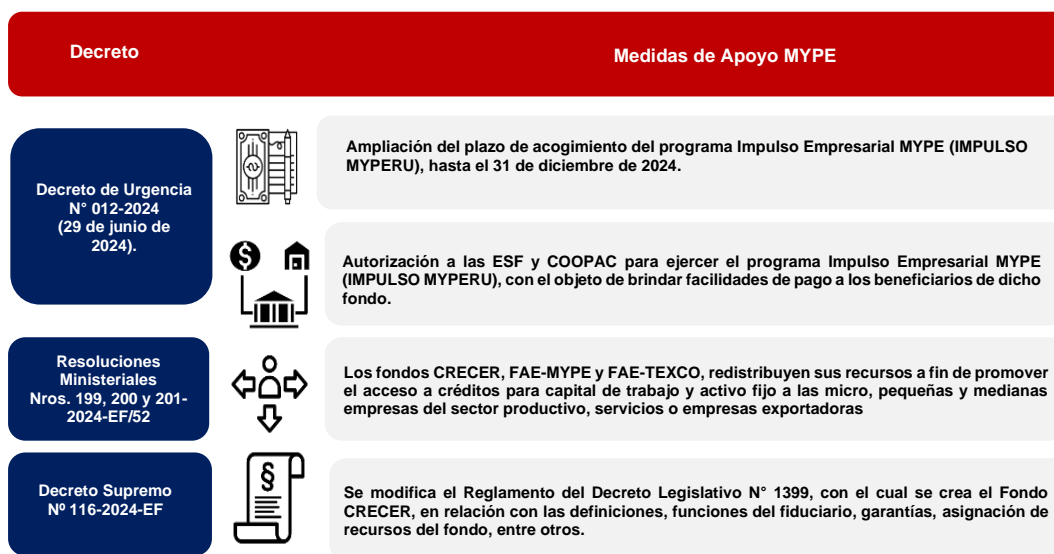 Decreto
Medidas de Apoyo MYPE
Decreto de Urgencia
N° 012-2024
(29 de junio de
2024).
Ampliación del plazo de acogimiento del programa Impulso Empresarial MYPE (IMPULSO
MYPERU), hasta el 31 de diciembre de 2024.
$
Autorización a las ESF y COOPAC para ejercer el programa Impulso Empresarial MYPE
(IMPULSO MYPERU), con el objeto de brindar facilidades de pago a los beneficiarios de dicho
fondo.
Resoluciones
Ministeriales
Nros. 199, 200 y 201-
2024-EF/52
Los fondos CRECER, FAE-MYPE y FAE-TEXCO, redistribuyen sus recursos a fin de promover
el acceso a créditos para capital de trabajo y activo fijo a las micro, pequeñas y medianas
empresas del sector productivo, servicios o empresas exportadoras
Decreto Supremo
Nº 116-2024-EF
§
Se modifica el Reglamento del Decreto Legislativo N° 1399, con el cual se crea el Fondo
CRECER, en relación con las definiciones, funciones del fiduciario, garantías, asignación de
recursos del fondo, entre otros.